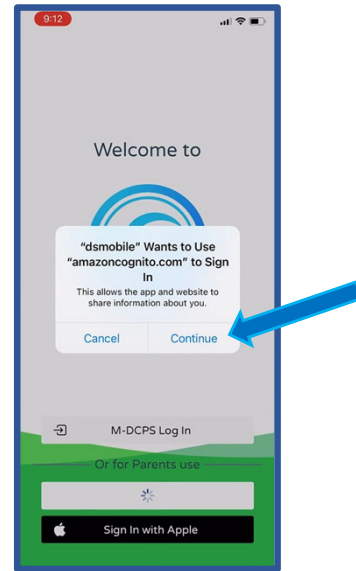 9:12
Welcome to
"dsmobile" Wants to Use
"amazoncognito.com" to Sign
In
This allows the app and website to
share information about you.
Cancel Continue
M-DCPS Log In
Or for Parents use
Sign In with Apple